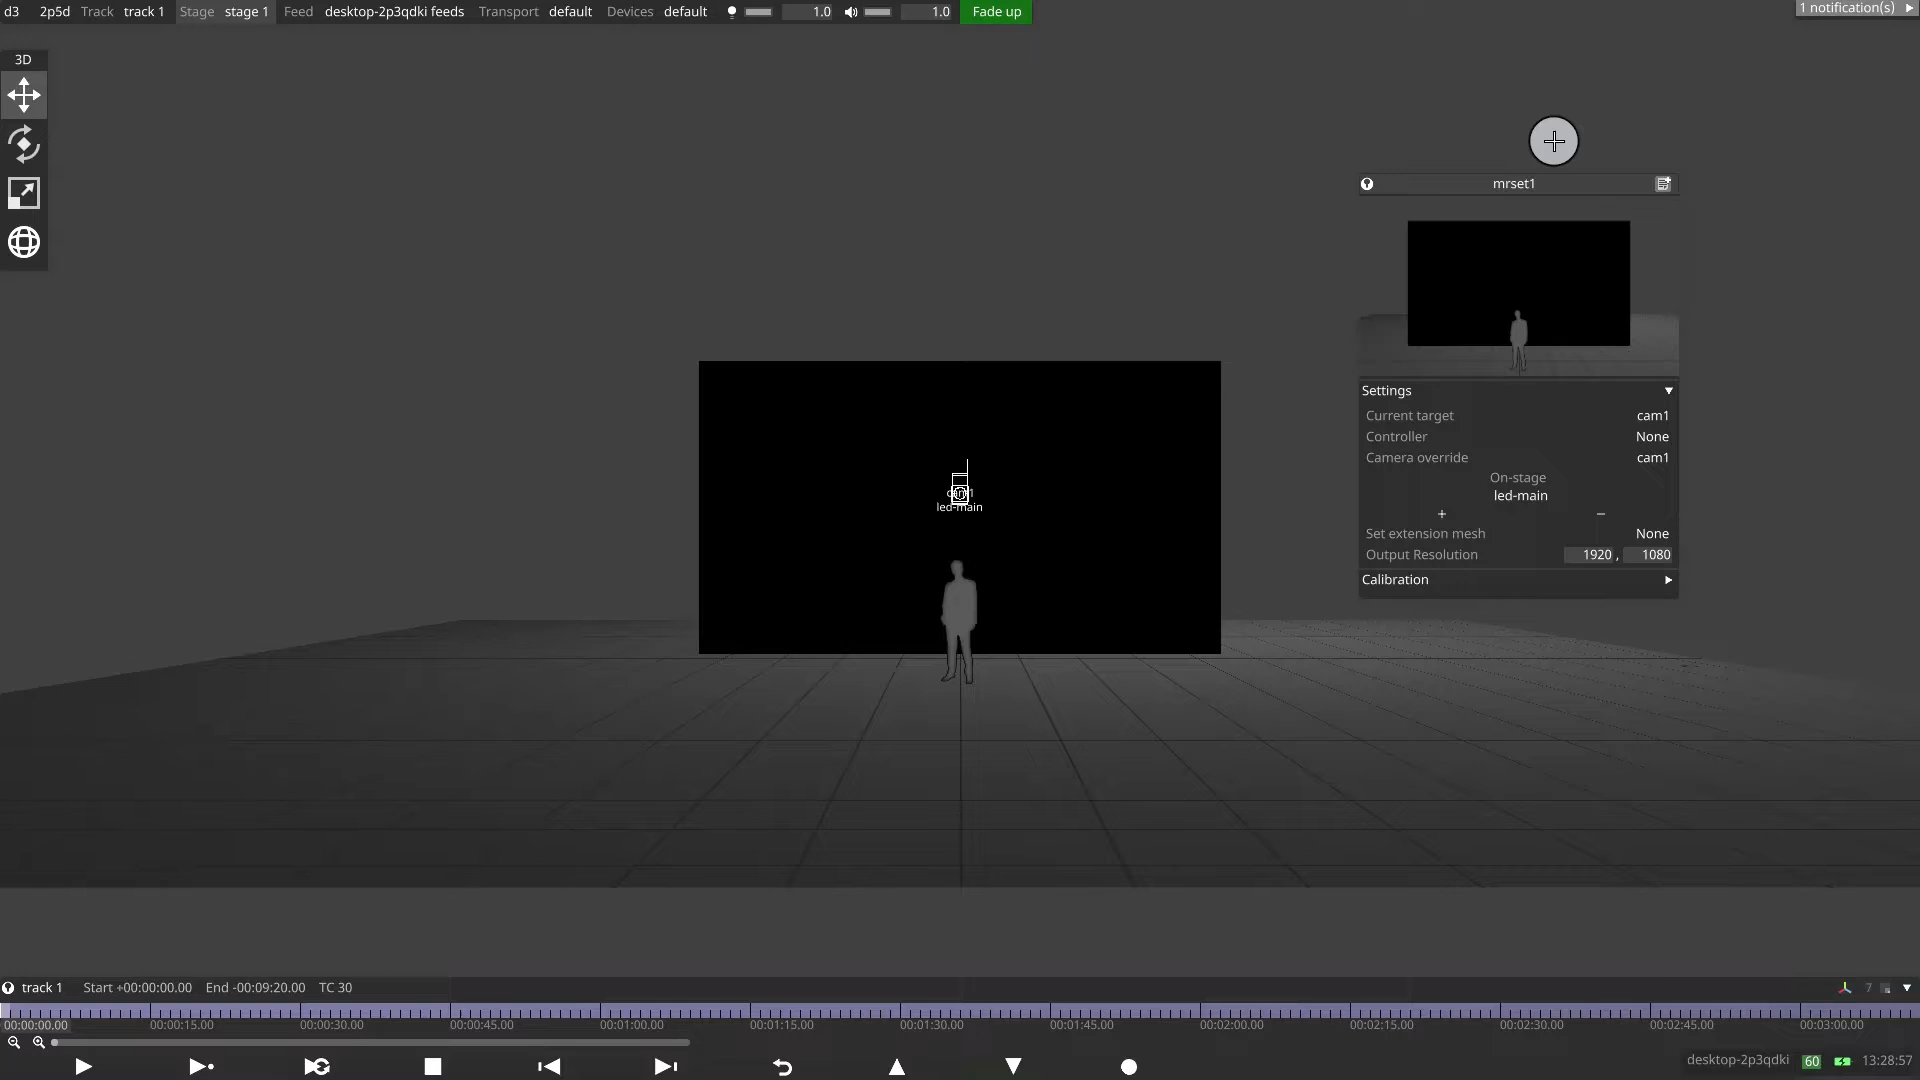 d3 2p5d Track track 1 Stage stage 1 Feed desktop-2p3qdki feeds Transport default Devices default 1.0 1.0 Fade up 1 notification(s)
3D
mrset1
Settings
Current target cam1
Controller None
Camera override cam1
On-stage
led-main
+ −
Set extension mesh None
Output Resolution 1920 , 1080
Calibration
cam1
led-main
track 1 Start +00:00:00.00 End -00:09:20.00 TC 30 7
00:00:00.00 00:00:15.00 00:00:30.00 00:00:45.00 00:01:00.00 00:01:15.00 00:01:30.00 00:01:45.00 00:02:00.00 00:02:15.00 00:02:30.00 00:02:45.00 00:03:00.00
desktop-2p3qdki 60 13:28:57